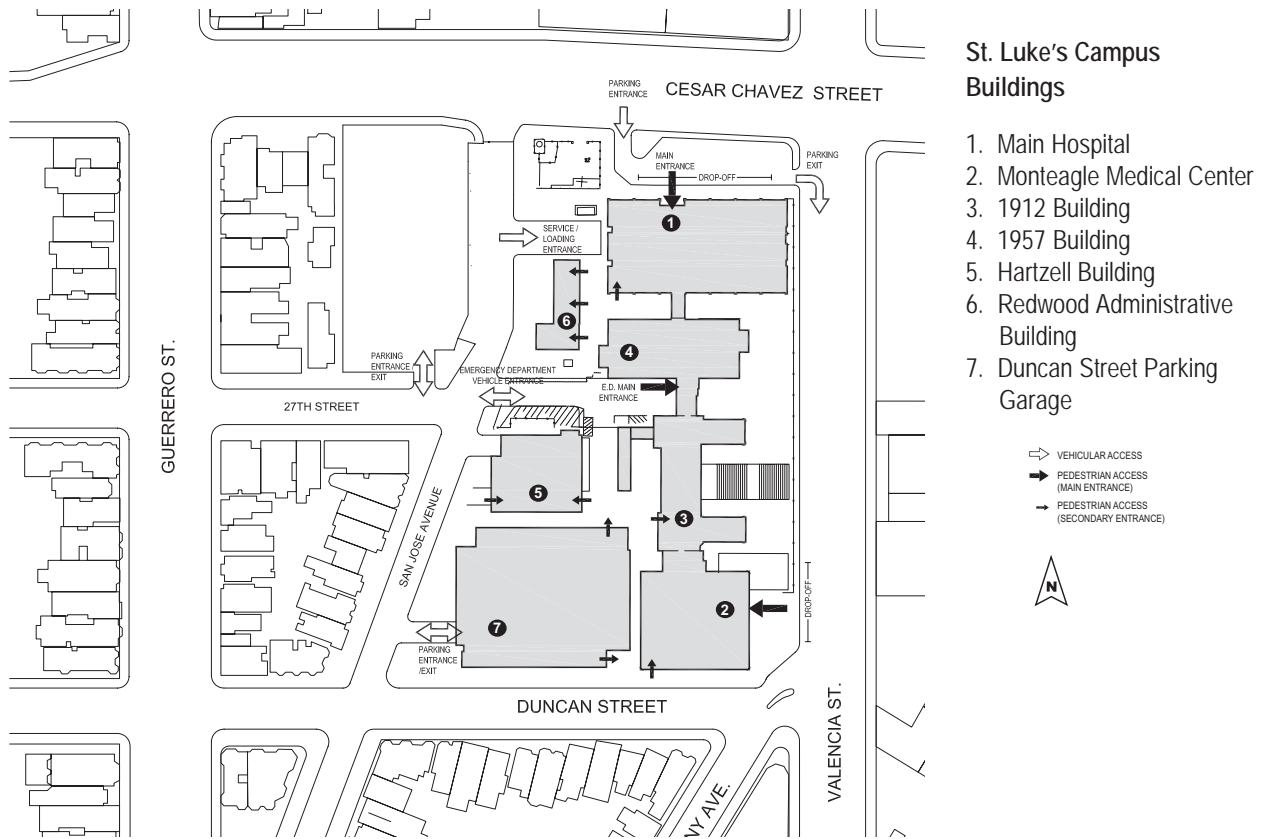 PARKING
ENTRANCE
CESAR CHAVEZ STREET
MAIN
ENTRANCE
DROP-OFF
PARKING
EXIT
1
SERVICE /
LOADING
ENTRANCE
6
4
PARKING
ENTRANCE
EXIT
EMERGENCY DEPARTMENT
VEHICLE ENTRANCE
E.D. MAIN
ENTRANCE
27TH STREET
GUERRERO ST.
SAN JOSE AVENUE
5
3
2
DROP-OFF
7
PARKING
ENTRANCE
/EXIT
DUNCAN STREET
VALENCIA ST.
NY AVE.
St. Luke's Campus
Buildings
1. Main Hospital
2. Monteagle Medical Center
3. 1912 Building
4. 1957 Building
5. Hartzell Building
6. Redwood Administrative
Building
7. Duncan Street Parking
Garage
VEHICULAR ACCESS
PEDESTRIAN ACCESS
(MAIN ENTRANCE)
PEDESTRIAN ACCESS
(SECONDARY ENTRANCE)
N